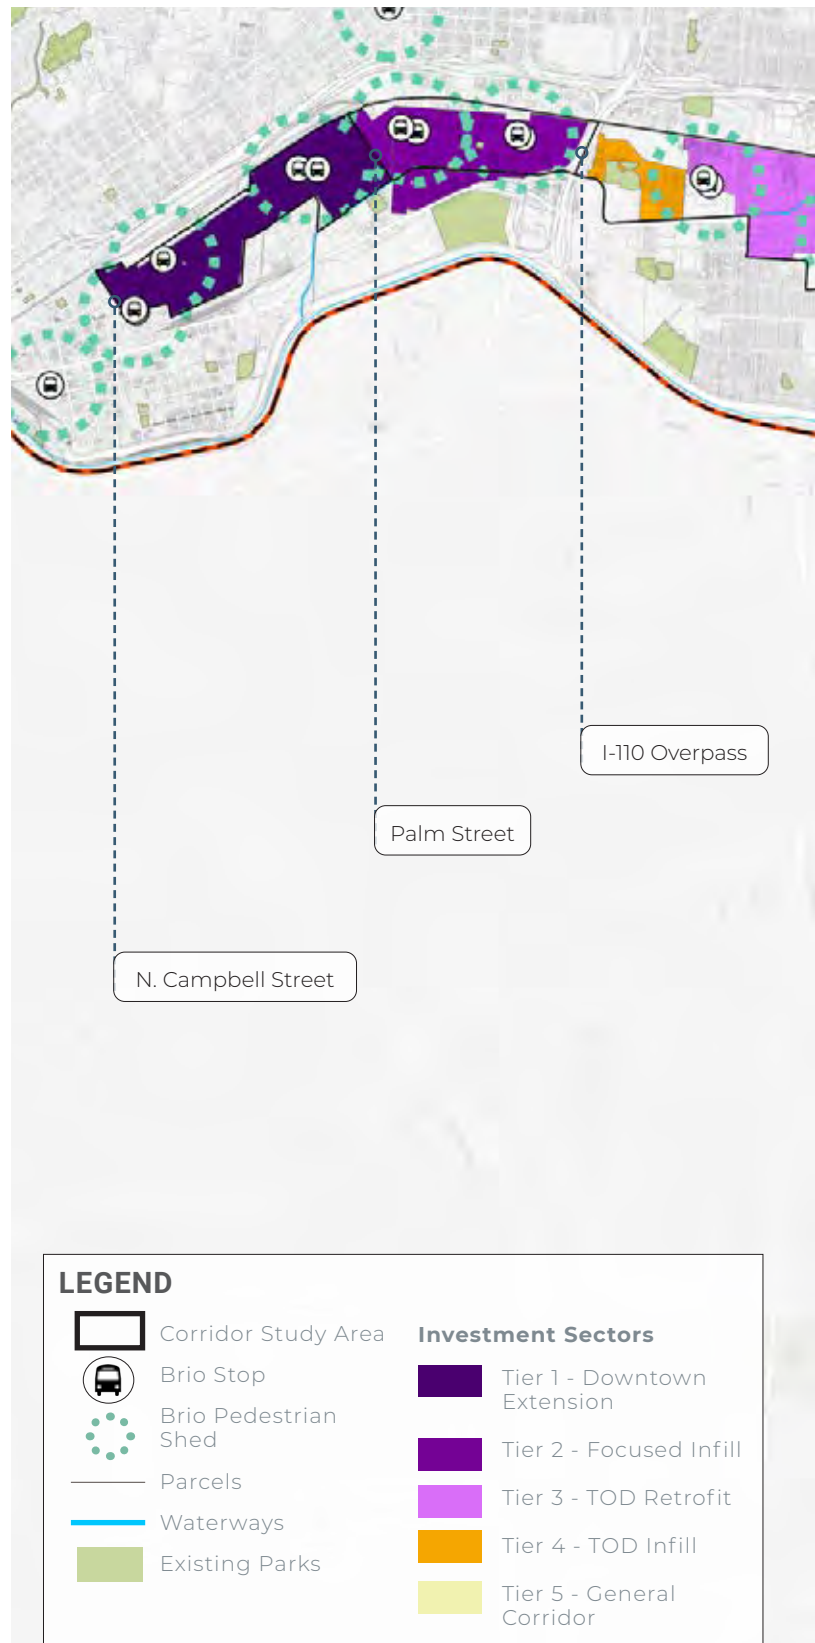 I-110 Overpass
Palm Street
N. Campbell Street
LEGEND
Corridor Study Area
Brio Stop
Brio Pedestrian
Shed
Parcels
Waterways
Existing Parks
Investment Sectors
Tier 1 - Downtown
Extension
Tier 2 - Focused Infill
Tier 3 - TOD Retrofit
Tier 4 - TOD Infill
Tier 5 - General
Corridor